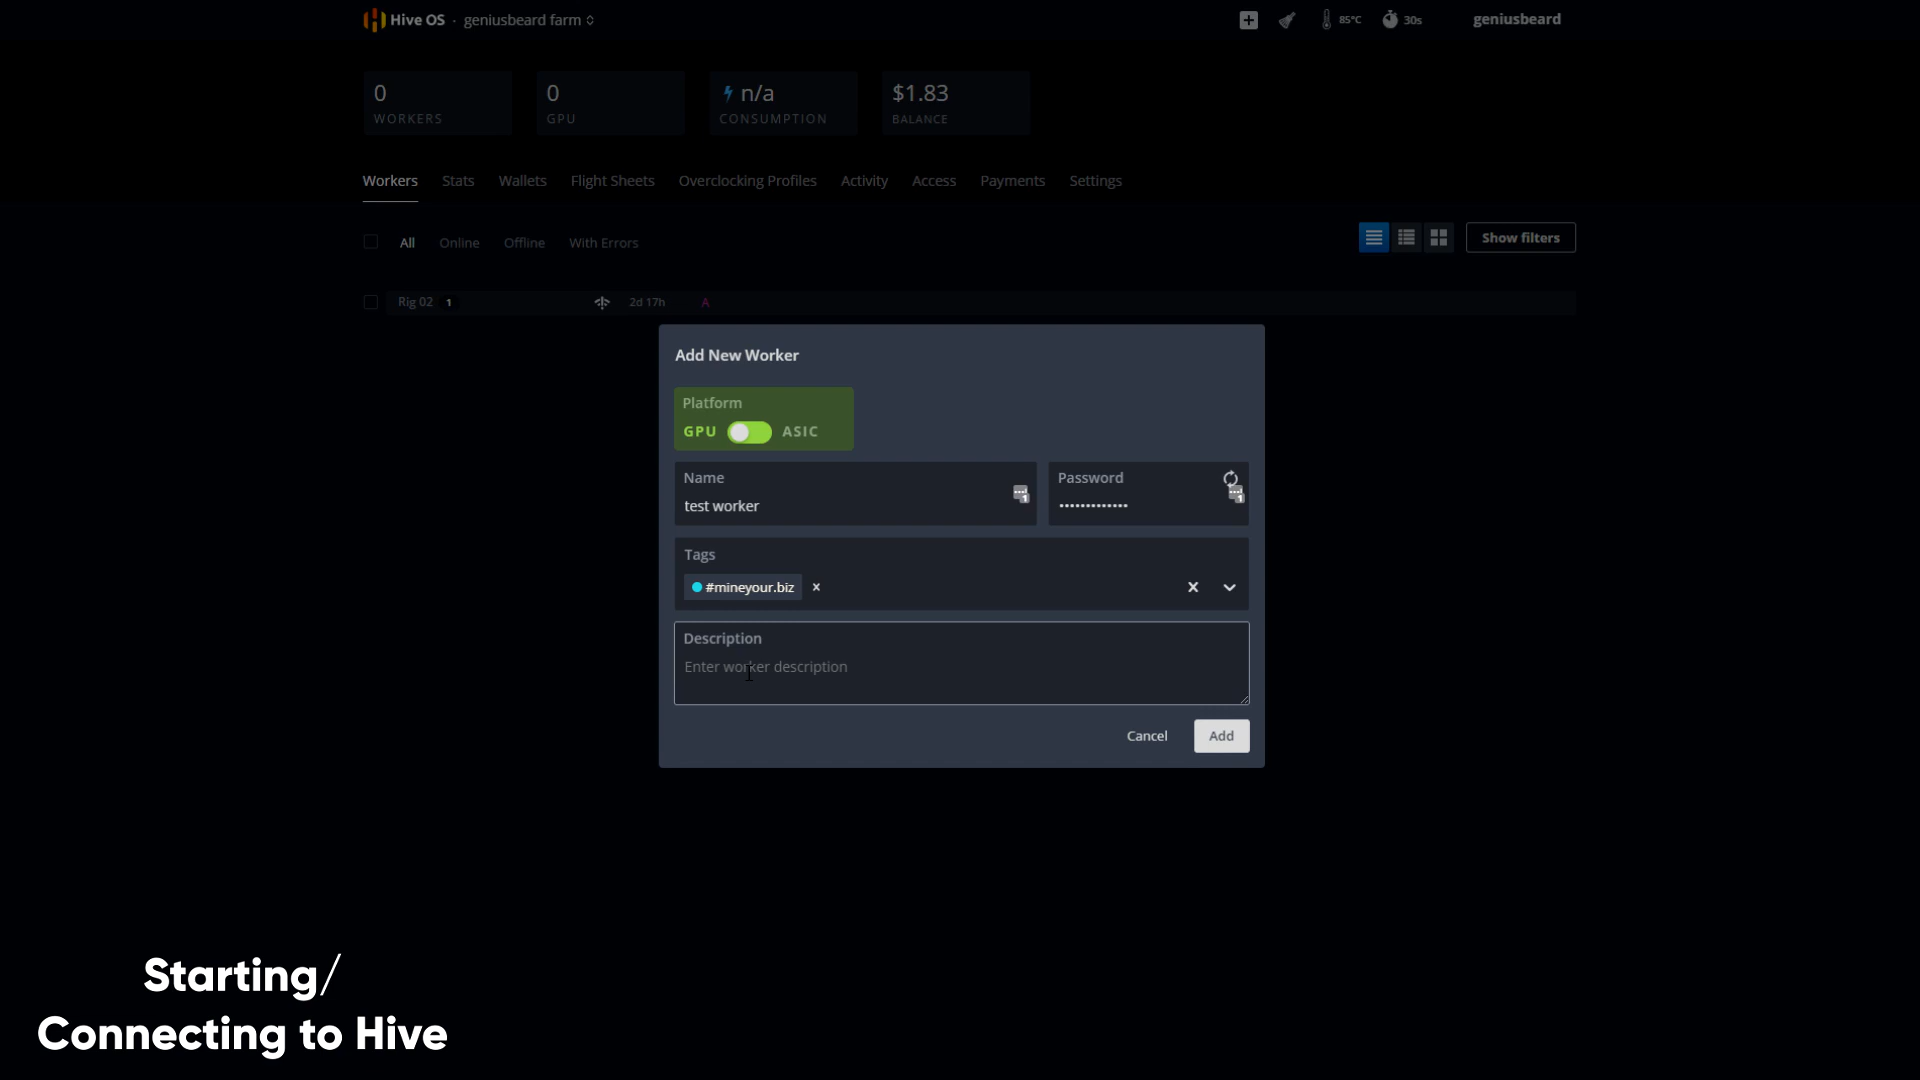 Hive OS · geniusbeard farm
85°C
30s
geniusbeard
0
WORKERS
0
GPU
n/a
CONSUMPTION
$1.83
BALANCE
Workers Stats Wallets Flight Sheets Overclocking Profiles Activity Access Payments Settings
All Online Offline With Errors
Show filters
Rig 02 1 2d 17h A
Add New Worker
Platform
GPU ASIC
Name
test worker
1
Password
•••••••••••••
1
Tags
#mineyour.biz ×
Description
Enter worker description
Cancel Add
Starting/
Connecting to Hive